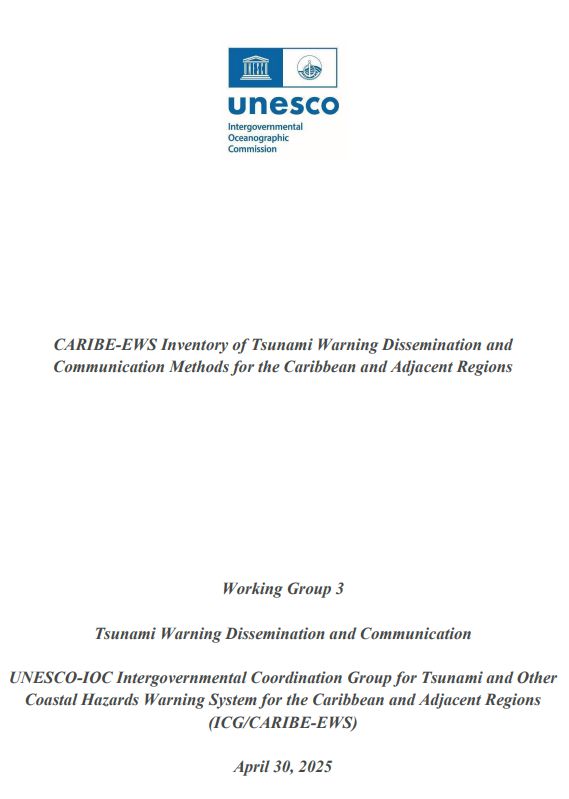 unesco
Intergovernmental
Oceanographic
Commission
CARIBE-EWS Inventory of Tsunami Warning Dissemination and
Communication Methods for the Caribbean and Adjacent Regions
Working Group 3
Tsunami Warning Dissemination and Communication
UNESCO-IOC Intergovernmental Coordination Group for Tsunami and Other
Coastal Hazards Warning System for the Caribbean and Adjacent Regions
(ICG/CARIBE-EWS)
April 30, 2025